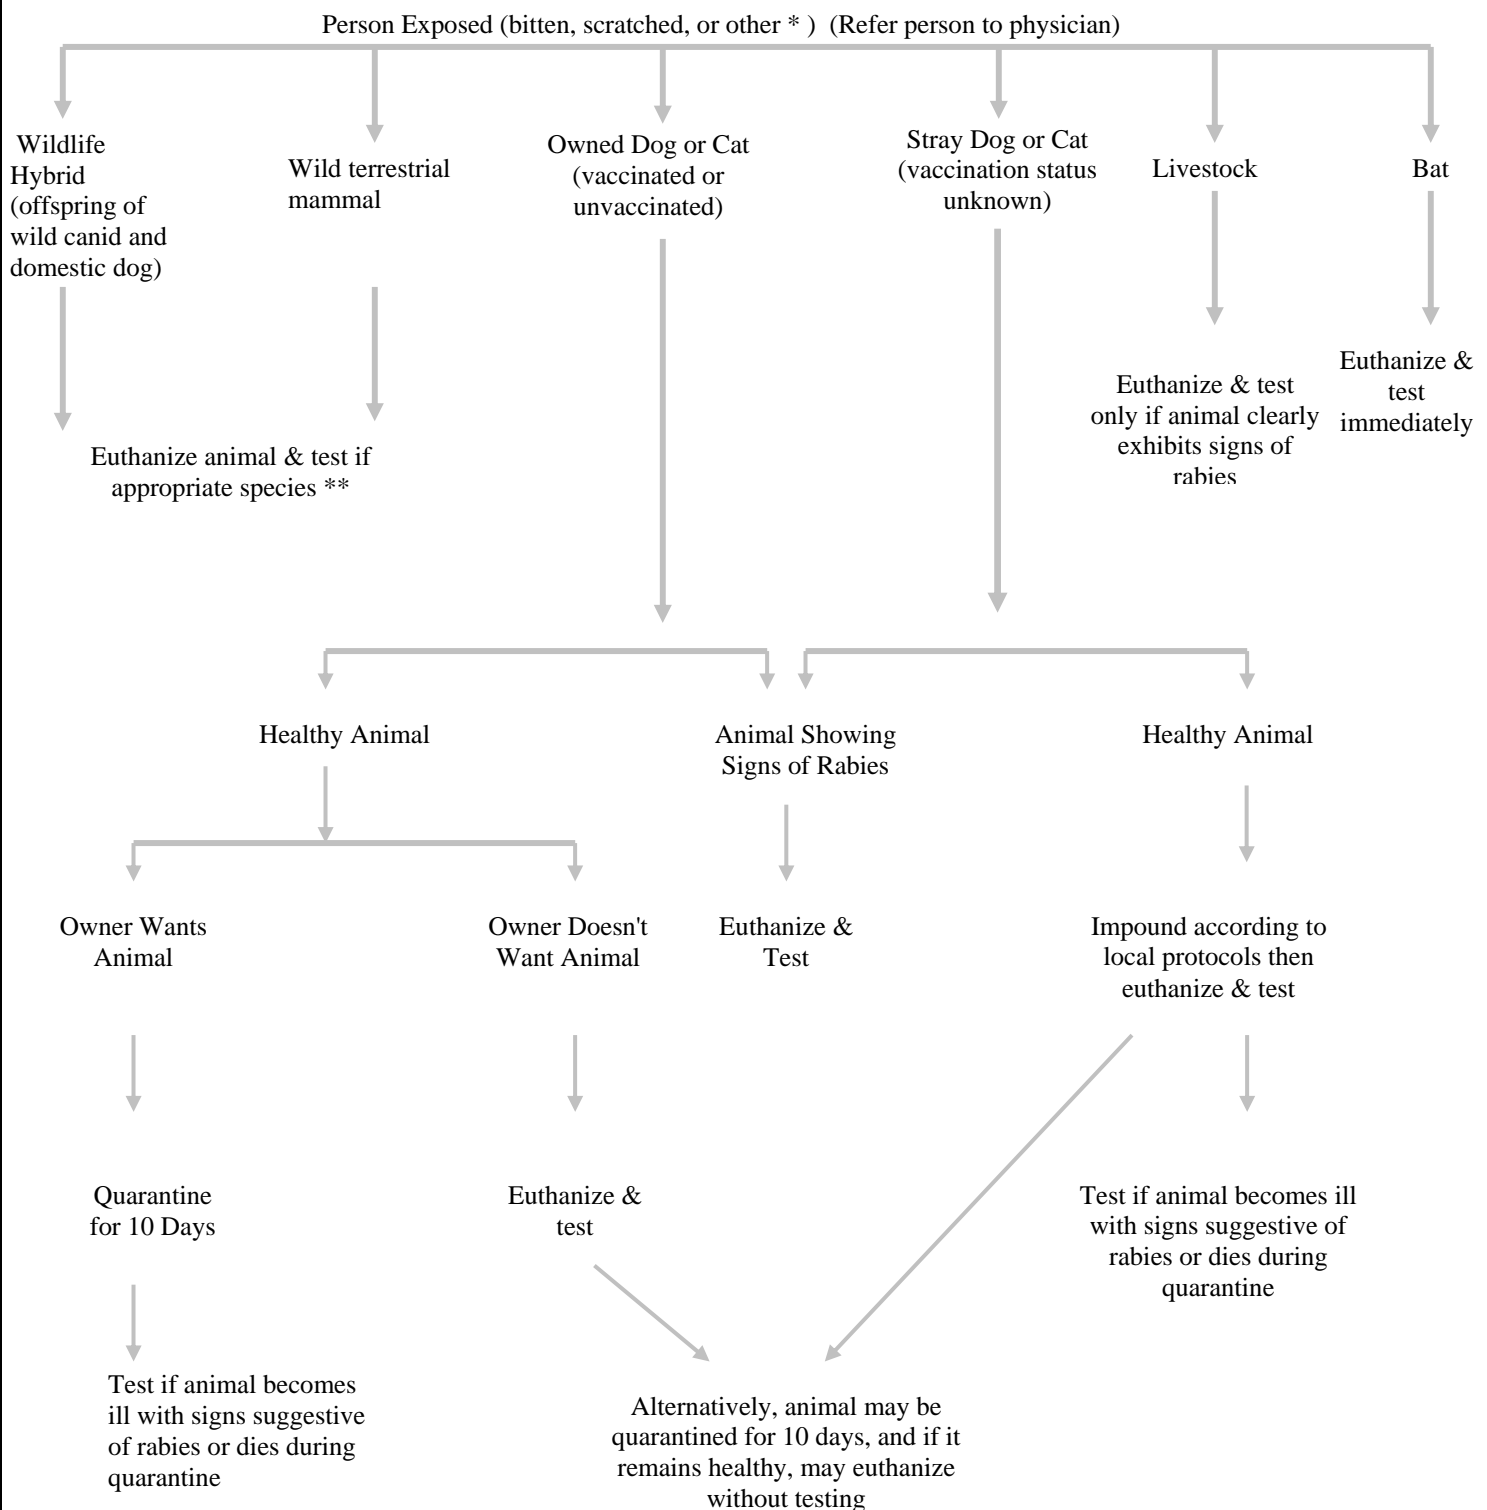 Person Exposed (bitten, scratched, or other * )  (Refer person to physician)
Wildlife
Hybrid
(offspring of
wild canid and
domestic dog)
Wild terrestrial
mammal
Owned Dog or Cat
(vaccinated or
unvaccinated)
Stray Dog or Cat
(vaccination status
unknown)
Livestock
Bat
Euthanize animal & test if
appropriate species **
Euthanize & test
only if animal clearly
exhibits signs of
rabies
Euthanize &
test
immediately
Healthy Animal
Animal Showing
Signs of Rabies
Healthy Animal
Owner Wants
Animal
Owner Doesn't
Want Animal
Euthanize &
Test
Impound according to
local protocols then
euthanize & test
Quarantine
for 10 Days
Euthanize &
test
Test if animal becomes ill
with signs suggestive of
rabies or dies during
quarantine
Test if animal becomes
ill with signs suggestive
of rabies or dies during
quarantine
Alternatively, animal may be
quarantined for 10 days, and if it
remains healthy, may euthanize
without testing